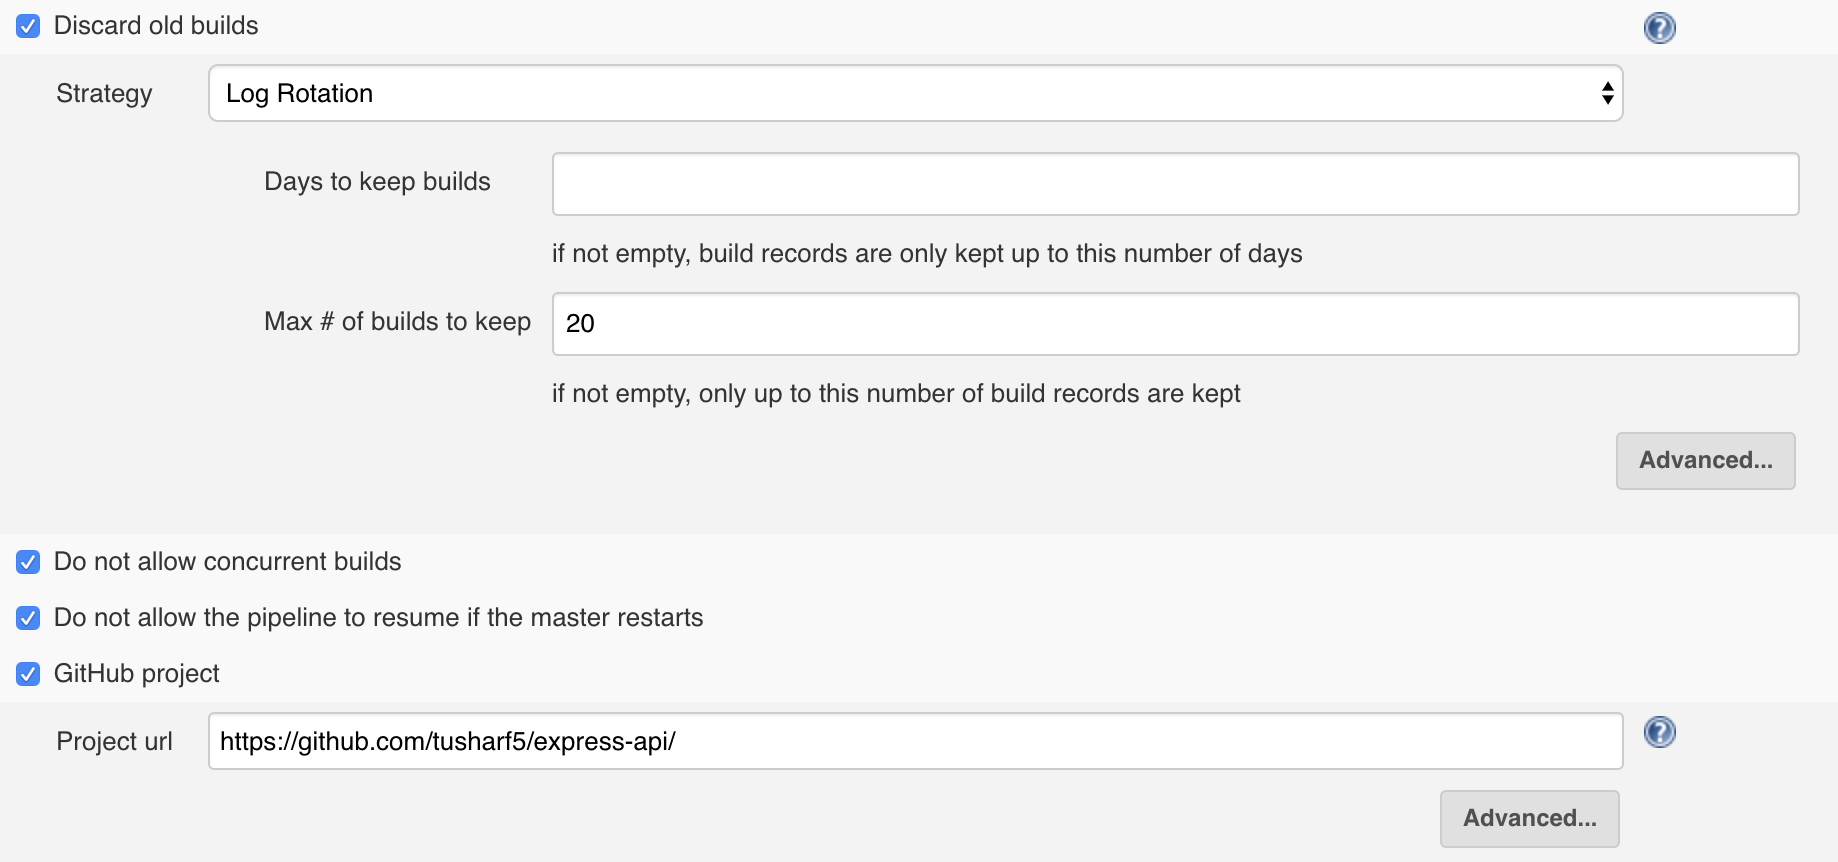 Discard old builds
?
Strategy
Log Rotation
Days to keep builds
if not empty, build records are only kept up to this number of days
Max # of builds to keep
20
if not empty, only up to this number of build records are kept
Advanced...
Do not allow concurrent builds
Do not allow the pipeline to resume if the master restarts
GitHub project
Project url
https://github.com/tusharf5/express-api/
?
Advanced...